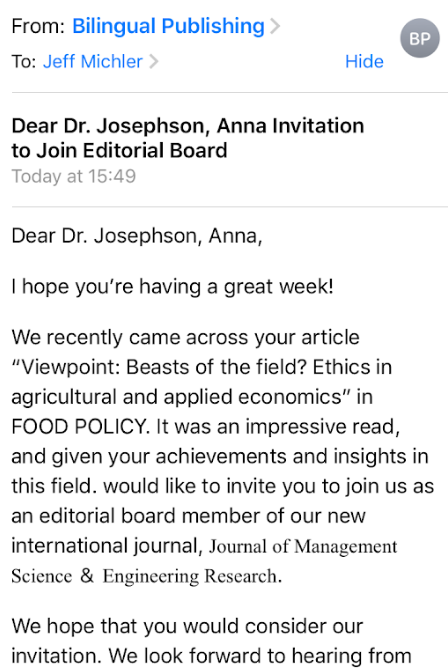 From: Bilingual Publishing
BP
To: Jeff Michler
Hide
Dear Dr. Josephson, Anna Invitation
to Join Editorial Board
Today at 15:49
Dear Dr. Josephson, Anna,
I hope you're having a great week!
We recently came across your article
“Viewpoint: Beasts of the field? Ethics in
agricultural and applied economics” in
FOOD POLICY. It was an impressive read,
and given your achievements and insights in
this field. would like to invite you to join us as
an editorial board member of our new
international journal, Journal of Management
Science & Engineering Research.
We hope that you would consider our
invitation. We look forward to hearing from